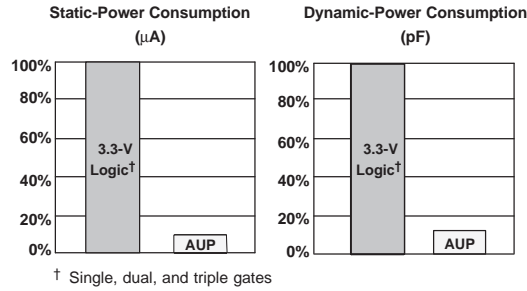 Static-Power Consumption
(μA)
100%
80%
60%
40%
20%
0%
3.3-V
Logic†
AUP
Dynamic-Power Consumption
(pF)
100%
80%
60%
40%
20%
0%
3.3-V
Logic†
AUP
† Single, dual, and triple gates